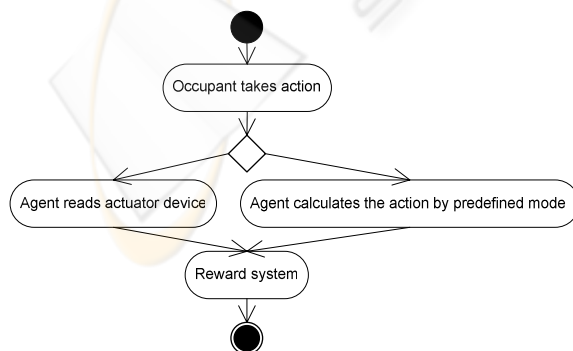 Occupant takes action
Agent reads actuator device
Agent calculates the action by predefined mode
Reward system